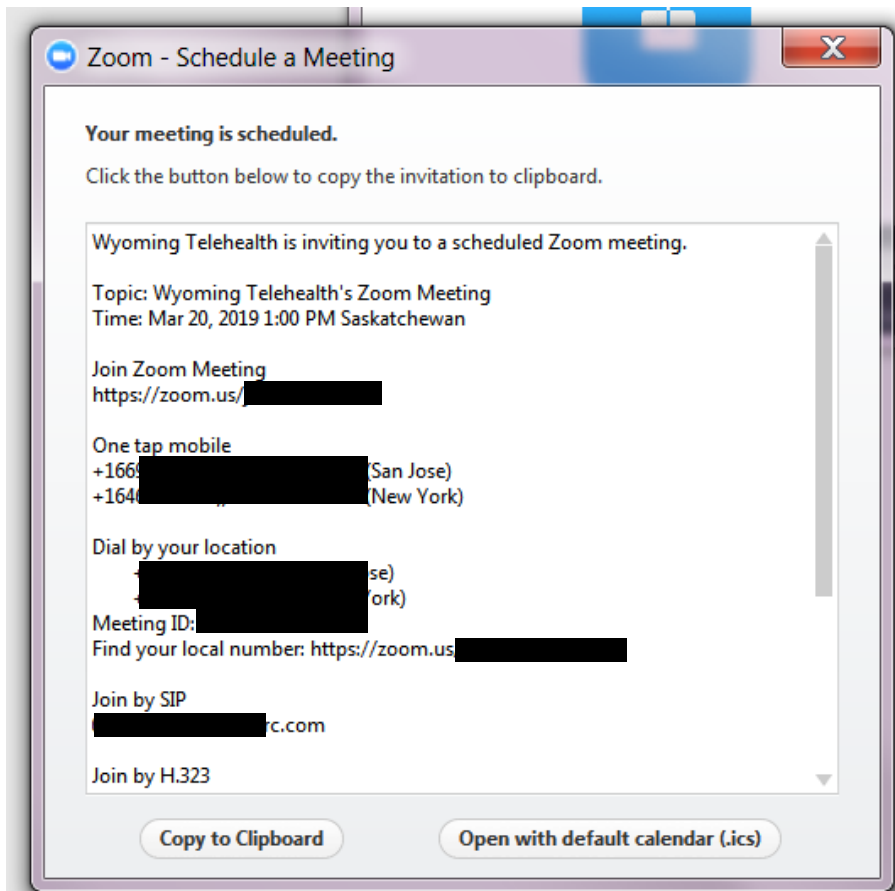 Zoom - Schedule a Meeting
Your meeting is scheduled.
Click the button below to copy the invitation to clipboard.
Wyoming Telehealth is inviting you to a scheduled Zoom meeting.
Topic: Wyoming Telehealth's Zoom Meeting
Time: Mar 20, 2019 1:00 PM Saskatchewan
Join Zoom Meeting
https://zoom.us/
One tap mobile
+166 (San Jose)
+164 (New York)
Dial by your location
se)
ork)
Meeting ID:
Find your local number: https://zoom.us
Join by SIP
rc.com
Join by H.323
Copy to Clipboard
Open with default calendar (.ics)